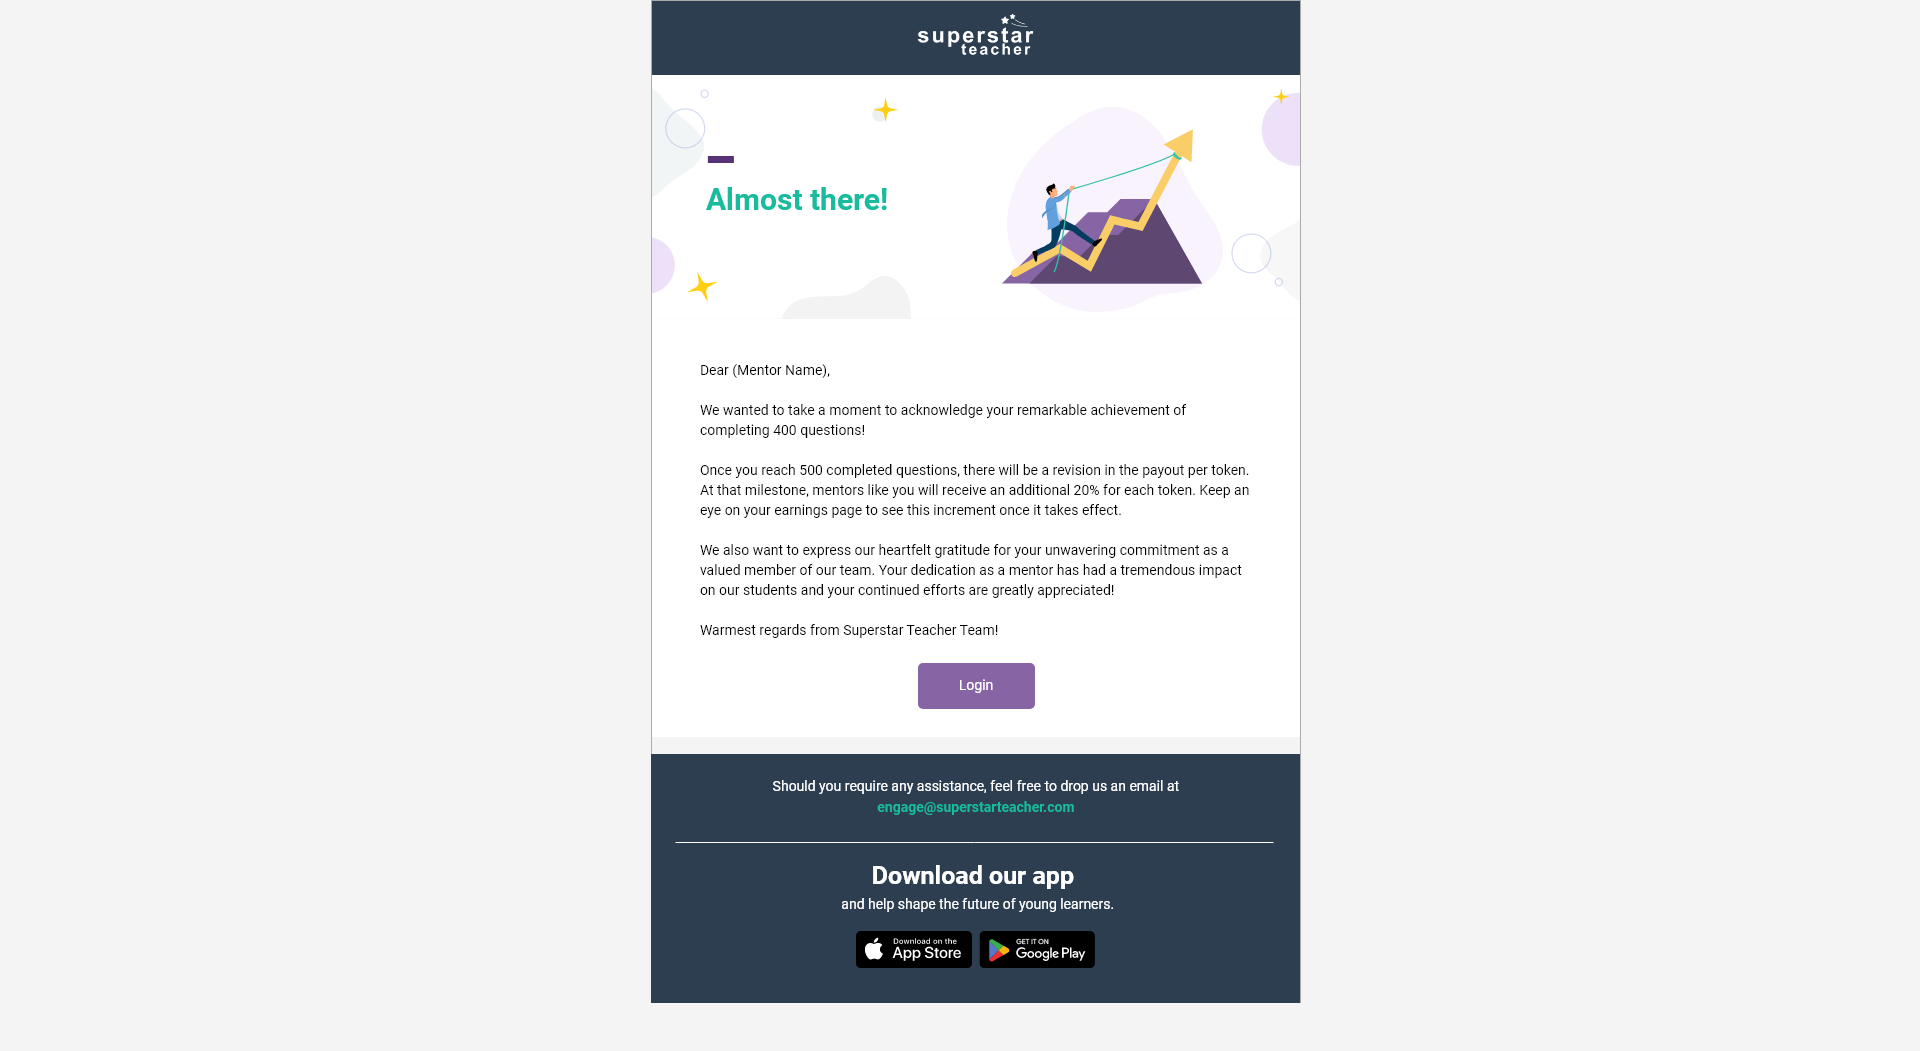 superstar
teacher
Almost there!
Dear (Mentor Name),
We wanted to take a moment to acknowledge your remarkable achievement of
completing 400 questions!
Once you reach 500 completed questions, there will be a revision in the payout per token.
At that milestone, mentors like you will receive an additional 20% for each token. Keep an
eye on your earnings page to see this increment once it takes effect.
We also want to express our heartfelt gratitude for your unwavering commitment as a
valued member of our team. Your dedication as a mentor has had a tremendous impact
on our students and your continued efforts are greatly appreciated!
Warmest regards from Superstar Teacher Team!
Login
Should you require any assistance, feel free to drop us an email at
engage@superstarteacher.com
Download our app
and help shape the future of young learners.
Download on the
App Store
GET IT ON
Google Play